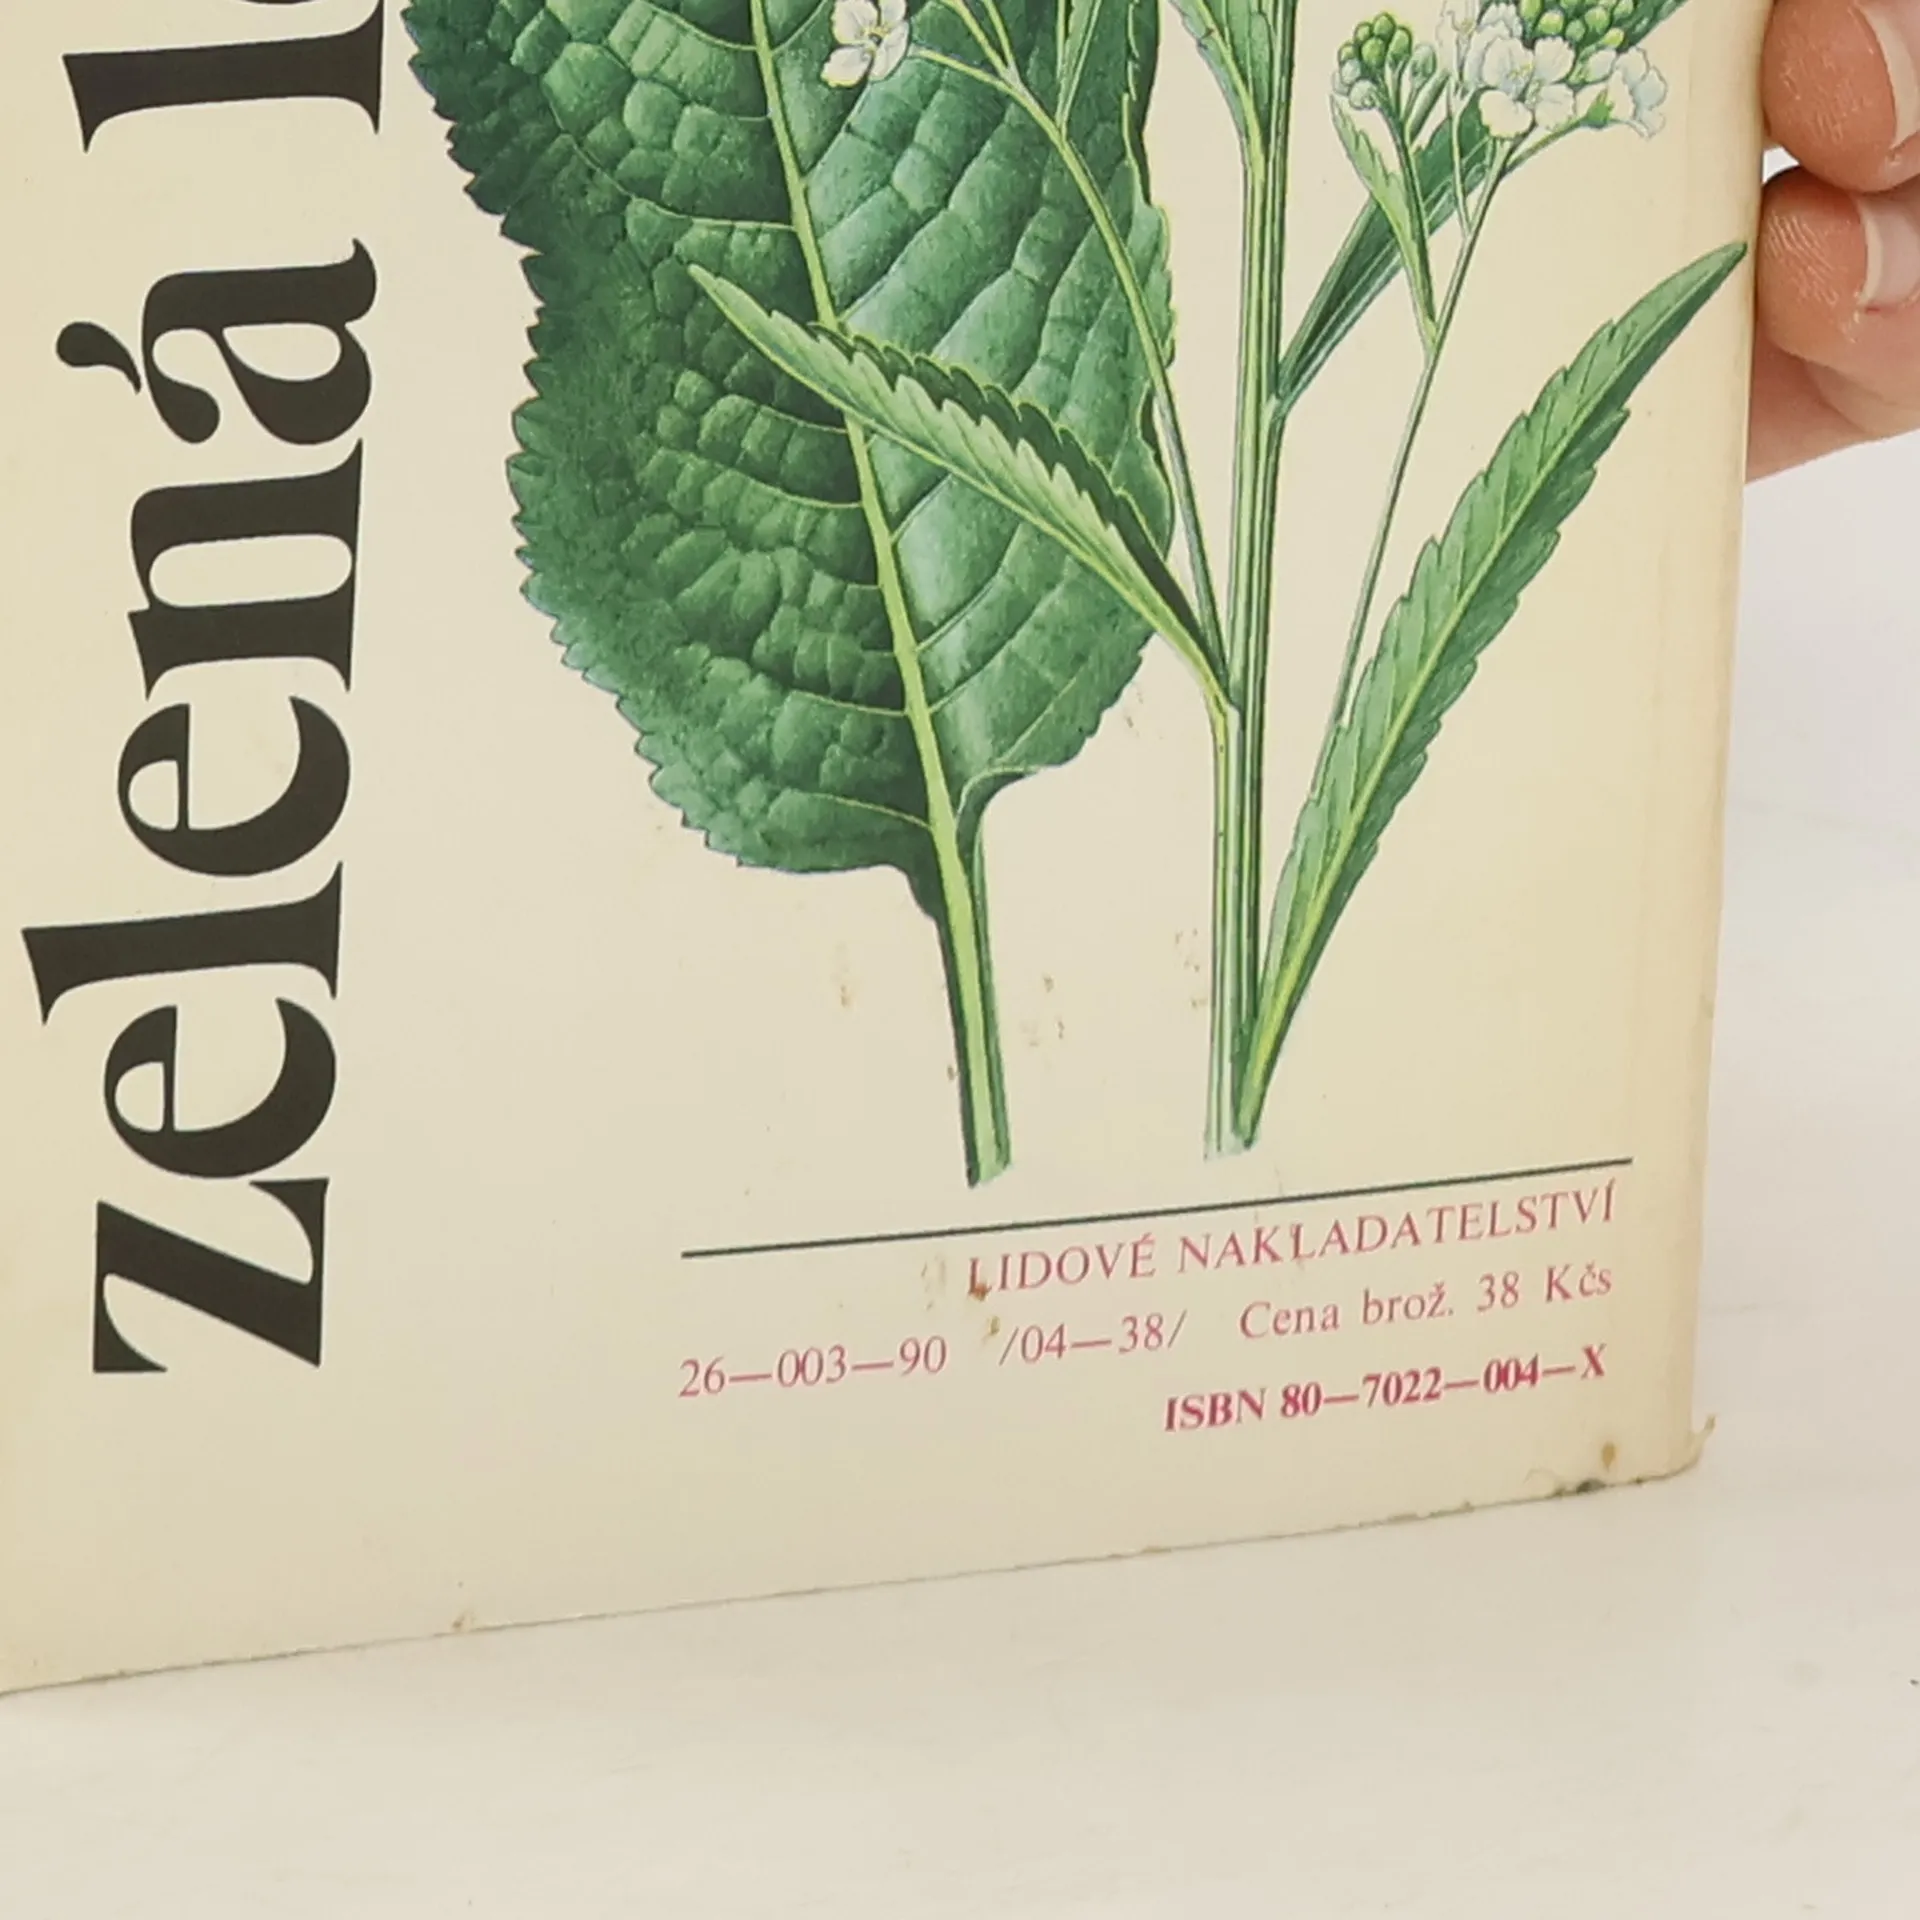 zelená
LIDOVÉ NAKLADATELSTVÍ
26—003—90 /04—38/ Cena brož. 38 Kčs
ISBN 80—7022—004—X